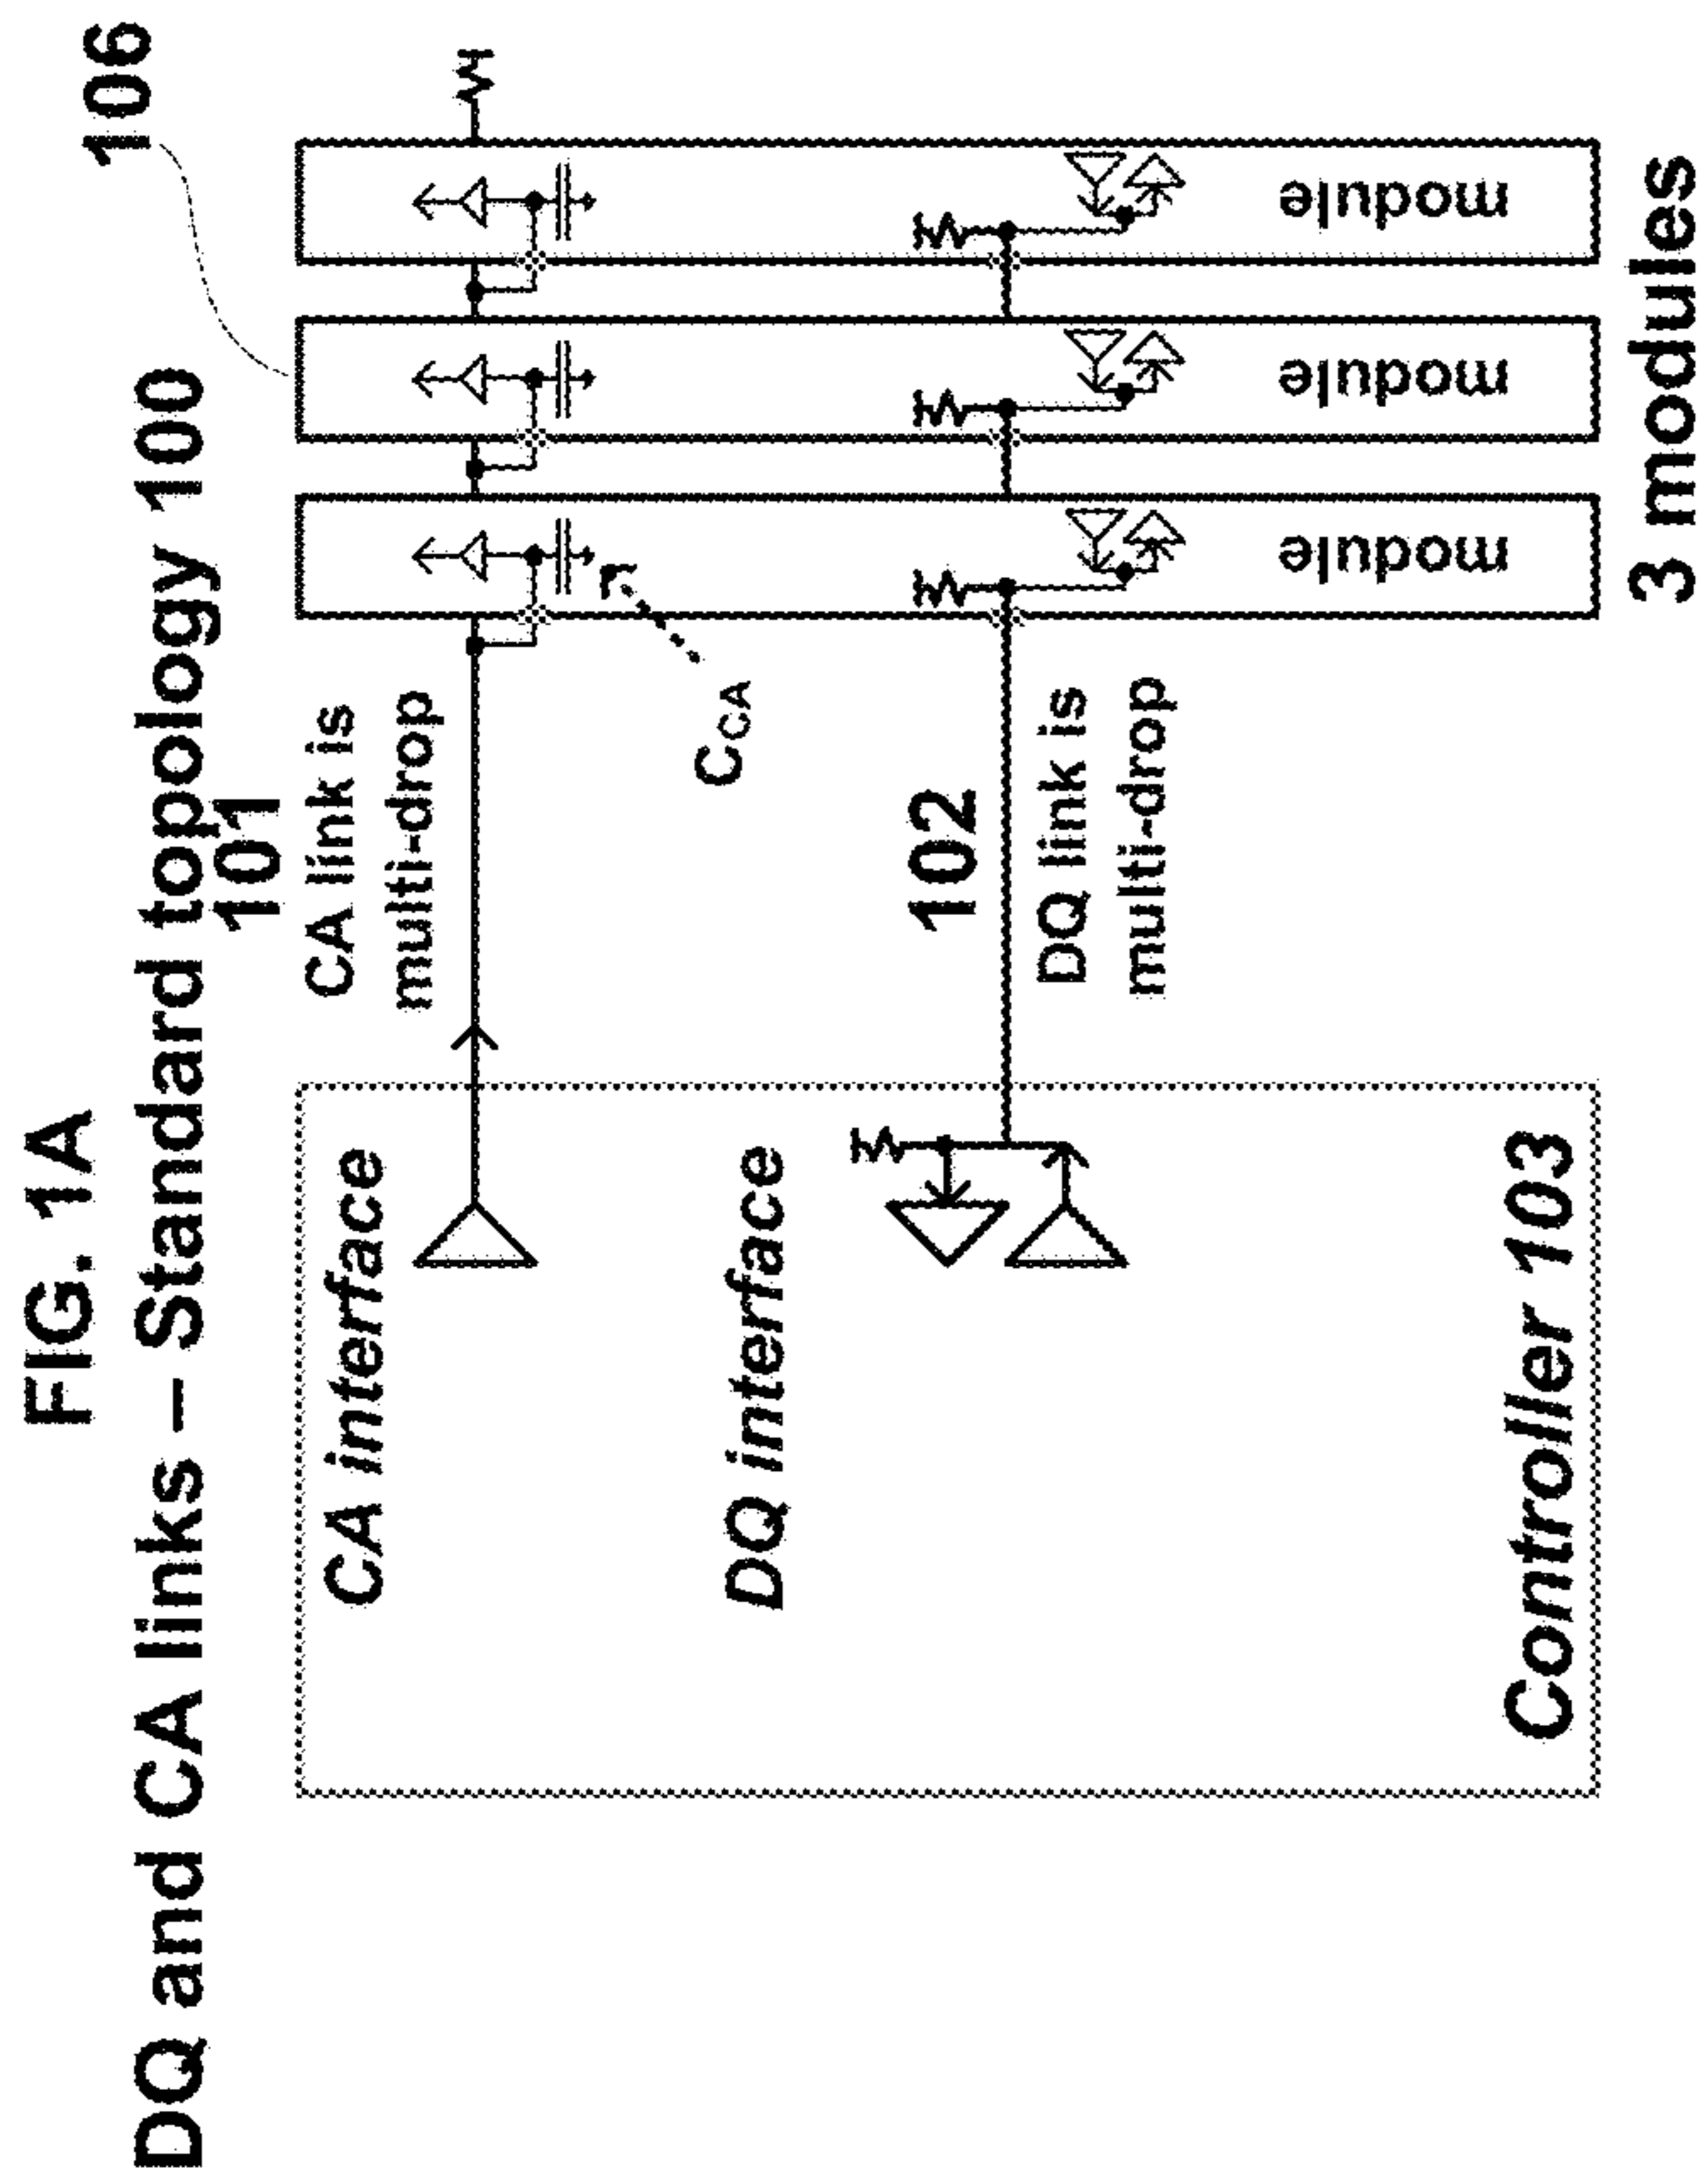 FIG. 1A
DQ and CA links – Standard topology 100
106
101
CA link is
multi-drop
CCA
102
DQ link is
multi-drop
CA interface
DQ interface
Controller 103
module
module
module
3 modules